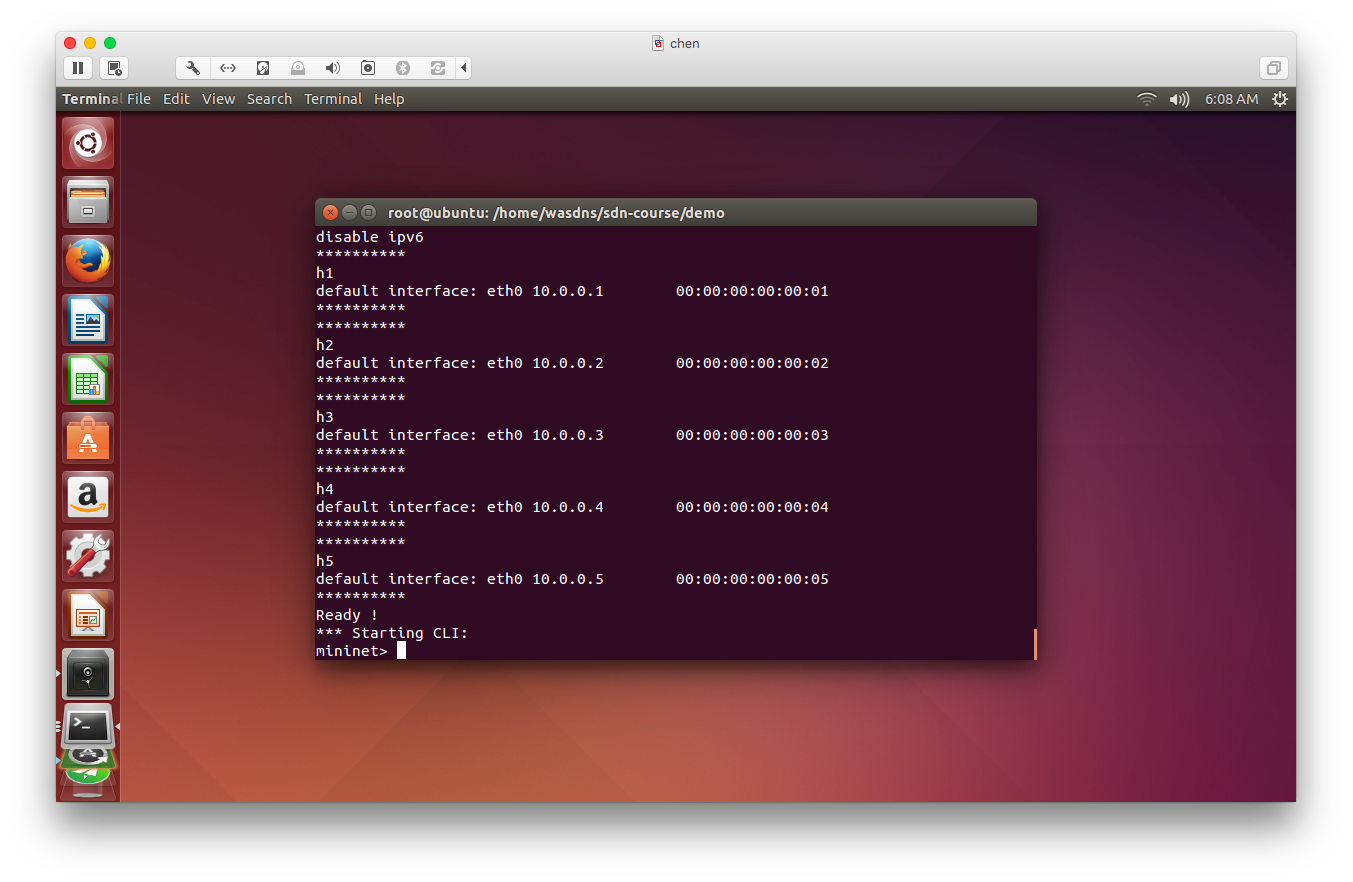 chen
Terminal File Edit View Search Terminal Help 6:08 AM
root@ubuntu: /home/wasdns/sdn-course/demo
disable ipv6
**********
h1
default interface: eth0 10.0.0.1        00:00:00:00:00:01
**********
**********
h2
default interface: eth0 10.0.0.2        00:00:00:00:00:02
**********
**********
h3
default interface: eth0 10.0.0.3        00:00:00:00:00:03
**********
**********
h4
default interface: eth0 10.0.0.4        00:00:00:00:00:04
**********
**********
h5
default interface: eth0 10.0.0.5        00:00:00:00:00:05
**********
Ready !
*** Starting CLI:
mininet>